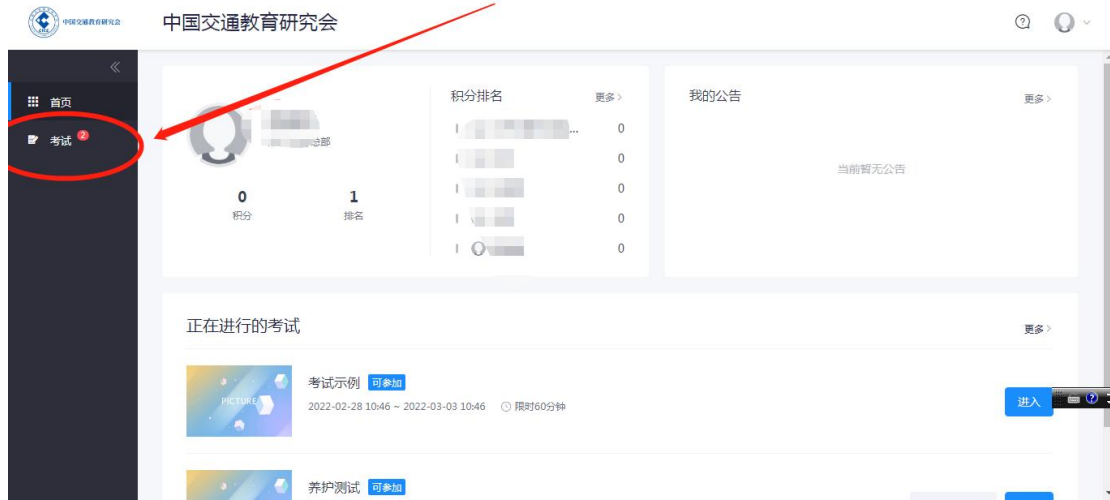 中国交通教育研究会
中国交通教育研究会
首页
考试 2
总部
0
积分
1
排名
积分排名
更多
...
0
0
0
0
0
我的公告
更多
当前暂无公告
正在进行的考试
更多
PICTURE
考试示例 可参加
2022-02-28 10:46 ~ 2022-03-03 10:46 限时60分钟
进入
养护测试 可参加